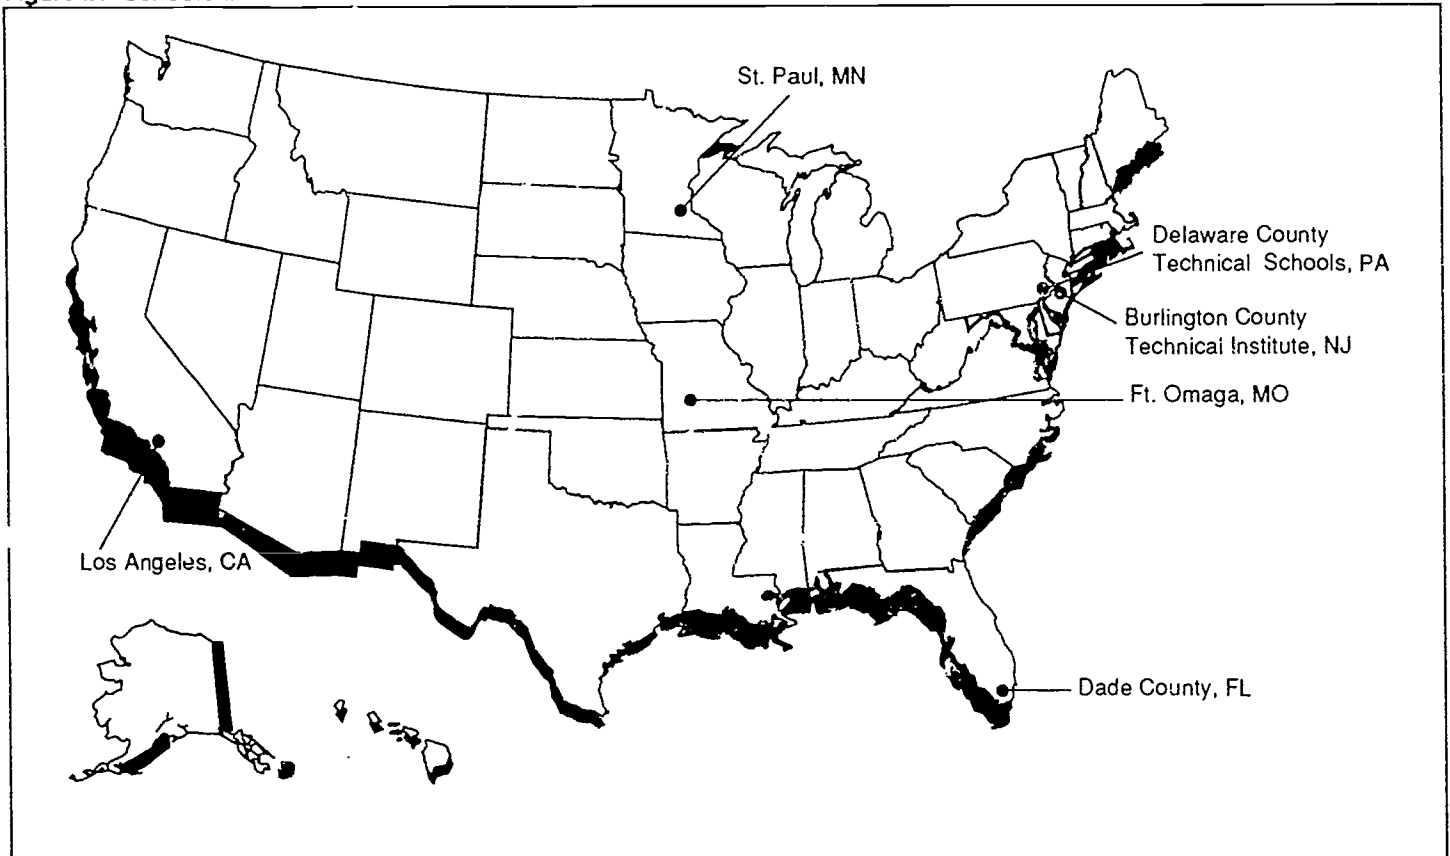 St. Paul, MN
Delaware County
Technical Schools, PA
Burlington County
Technical Institute, NJ
Ft. Omaga, MO
Los Angeles, CA
Dade County, FL